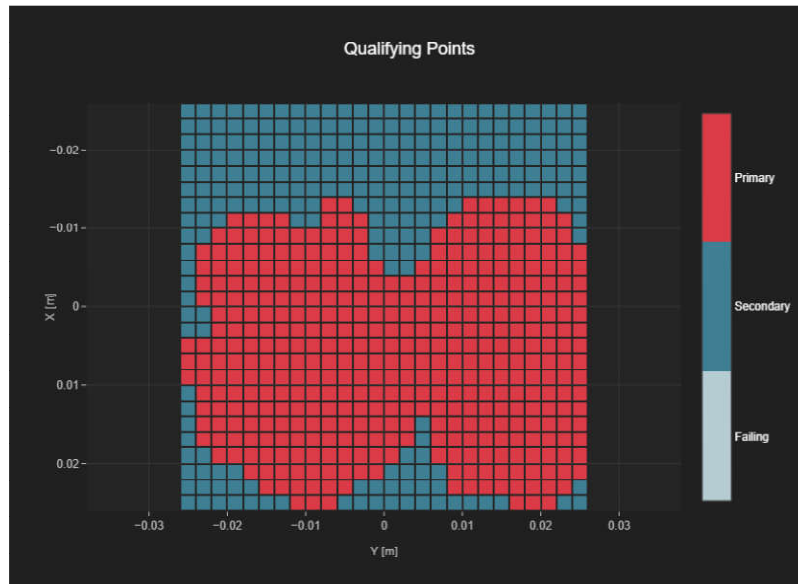 Qualifying Points
−0.02
−0.01
0
0.01
0.02
X [m]
−0.03
−0.02
−0.01
0
0.01
0.02
0.03
Y [m]
Primary
Secondary
Failing